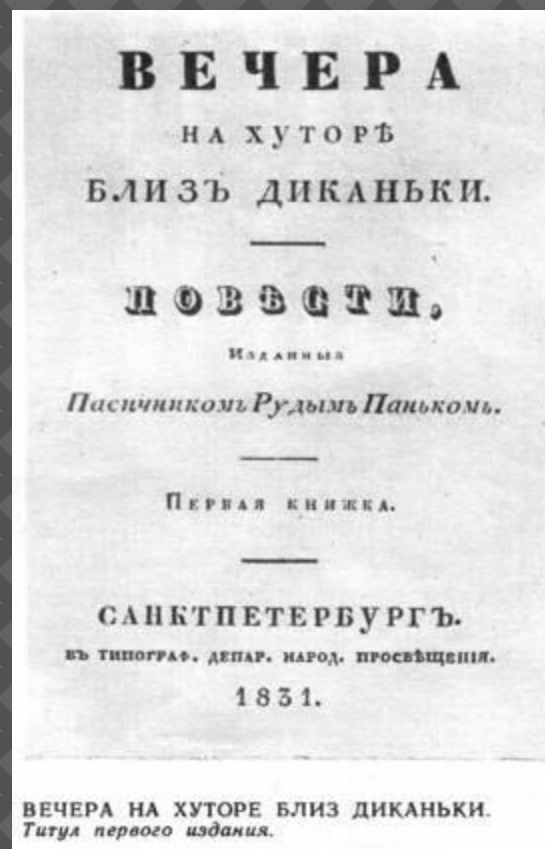 ВЕЧЕРА
НА ХУТОРѢ
БЛИЗЪ ДИКАНЬКИ.
ПОВѢСТИ,
Изданныя
Пасичникомъ Рудымъ Панькомъ.
Первая книжка.
САНКТПЕТЕРБУРГЪ.
ВЪ ТИПОГРАФ. ДЕПАР. НАРОД. ПРОСВѢЩЕНІЯ.
1831.
ВЕЧЕРА НА ХУТОРЕ БЛИЗ ДИКАНЬКИ.
Титул первого издания.